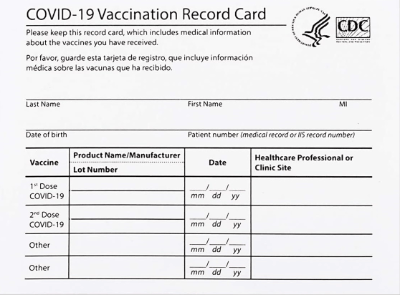 COVID-19 Vaccination Record Card
Please keep this record card, which includes medical information
about the vaccines you have received.
Por favor, guarde esta tarjeta de registro, que incluye información
médica sobre las vacunas que ha recibido.
CDC
Last Name First Name MI
Date of birth Patient number (medical record or IIS record number)
Vaccine Product Name/Manufacturer Date Healthcare Professional or
Lot Number Clinic Site
1st Dose
COVID-19 __/__/__
mm dd yy
2nd Dose
COVID-19 __/__/__
mm dd yy
Other __/__/__
mm dd yy
Other __/__/__
mm dd yy